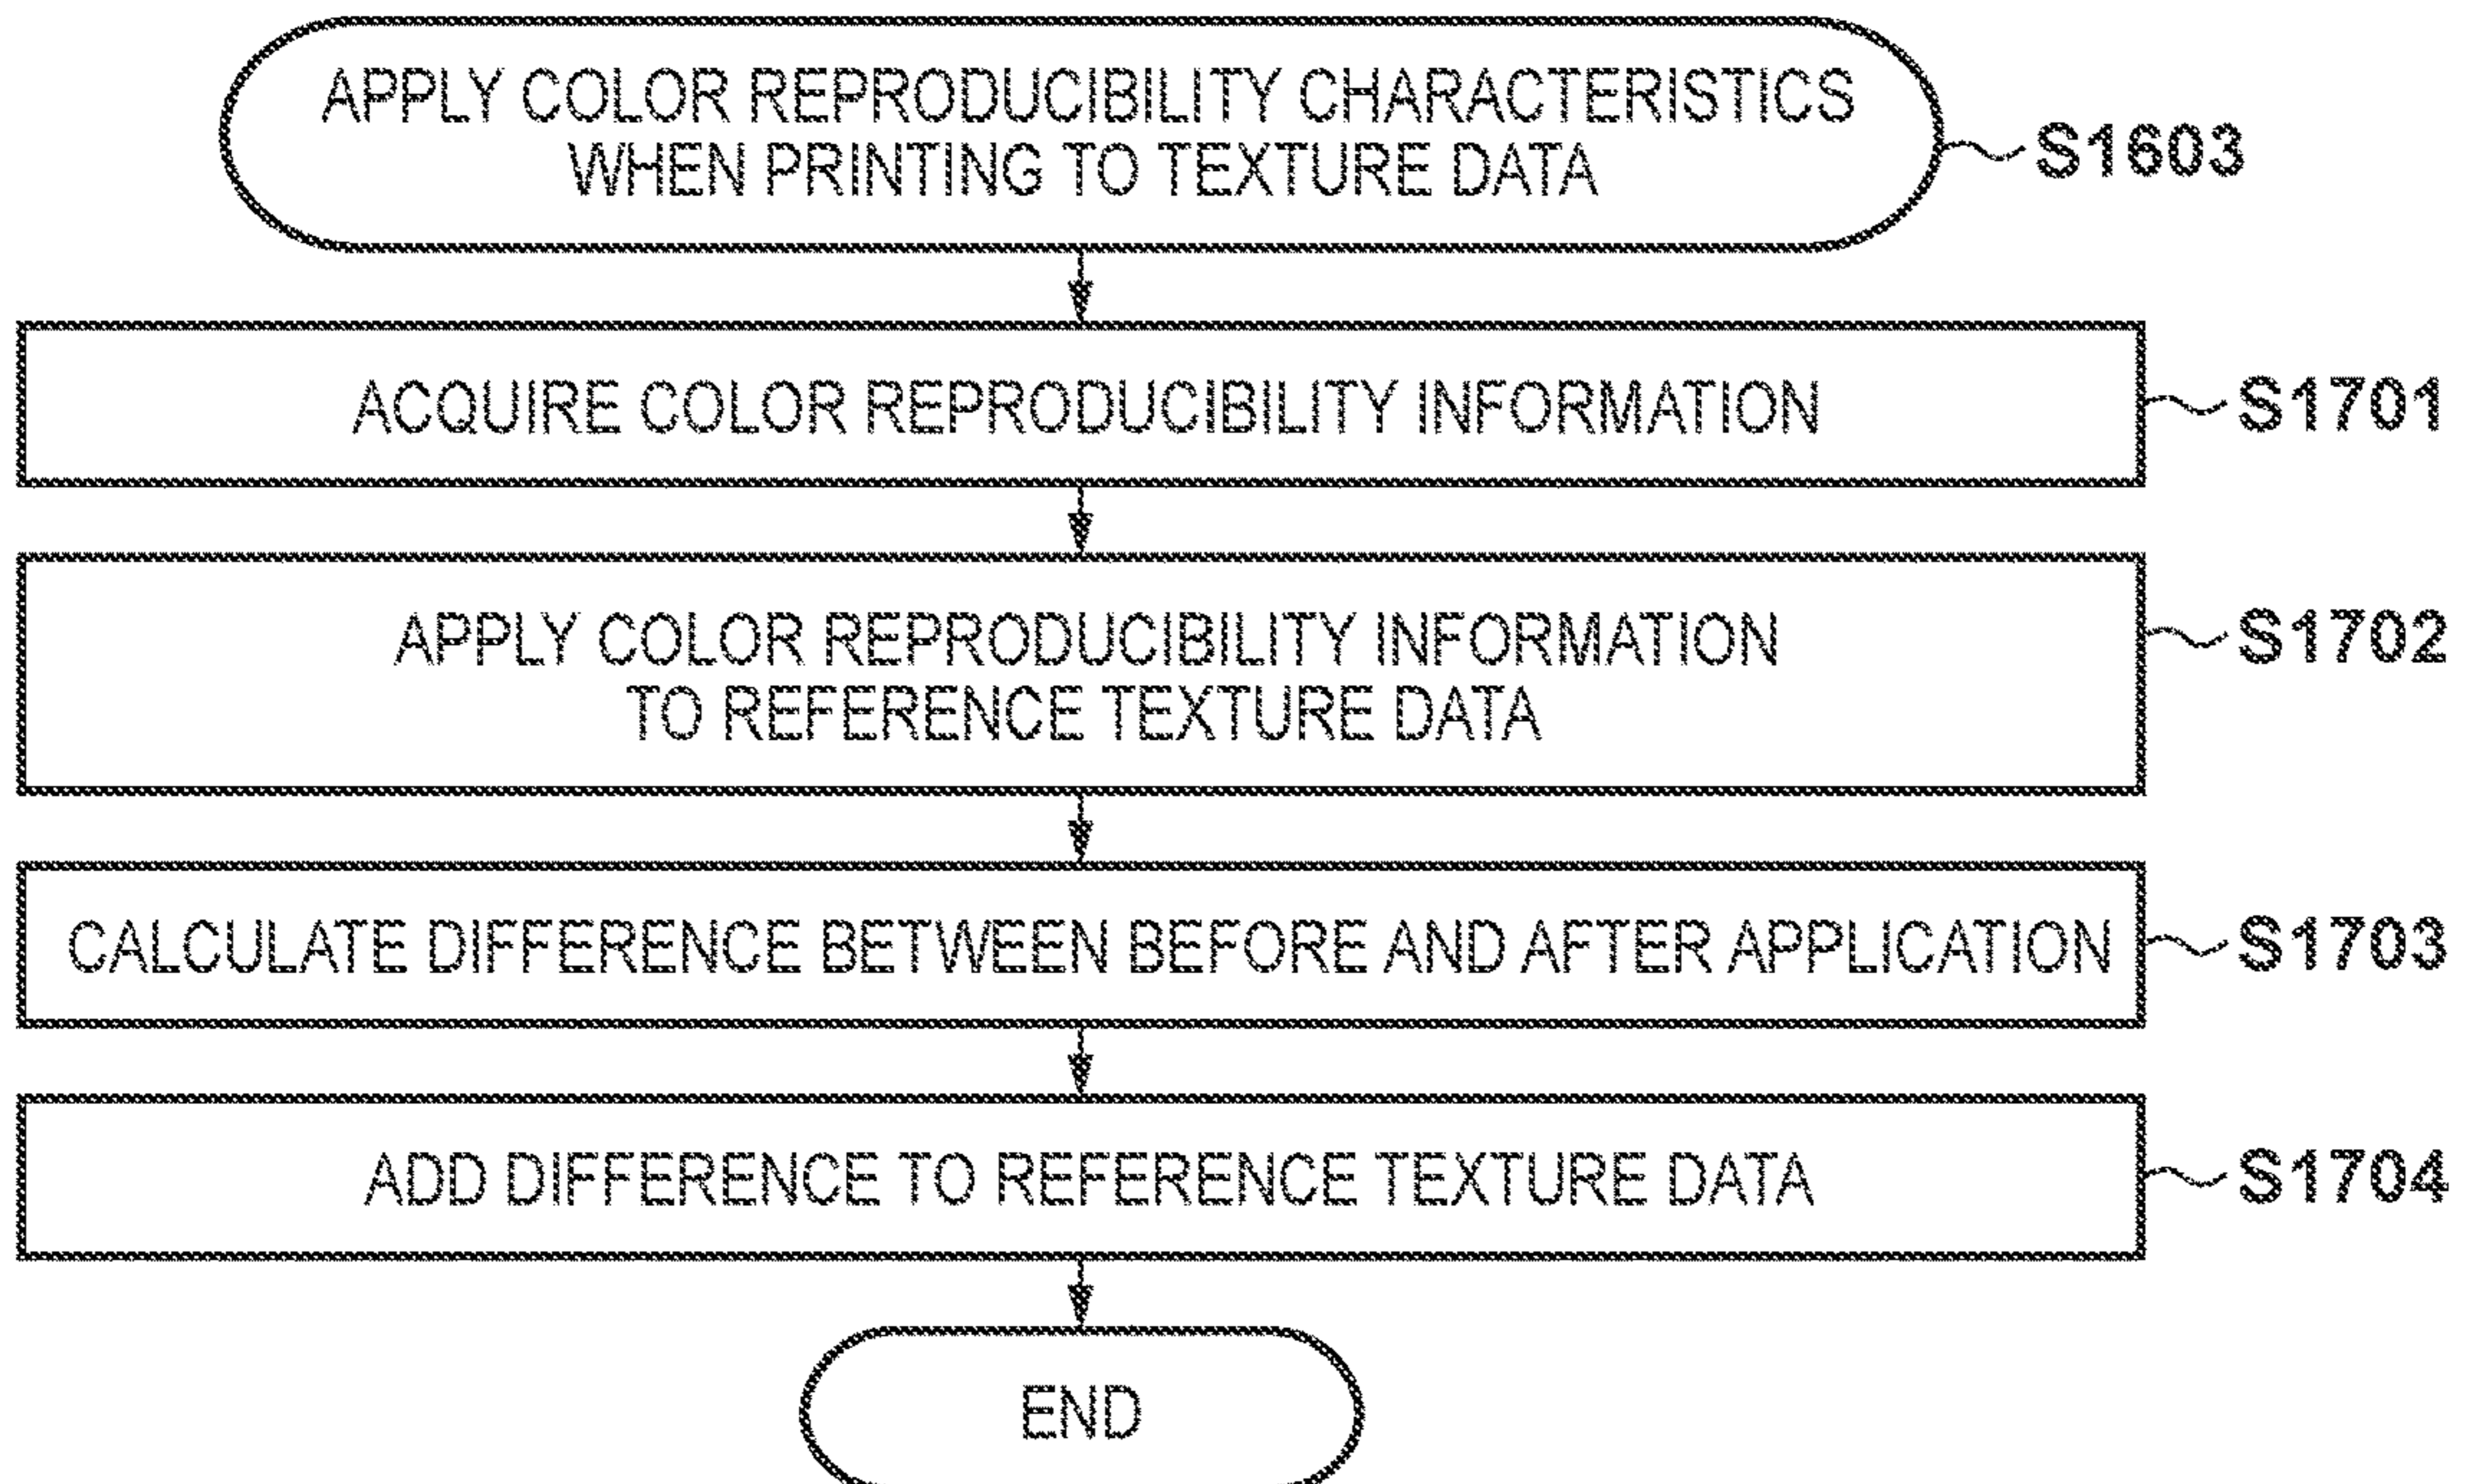 APPLY COLOR REPRODUCIBILITY CHARACTERISTICS
WHEN PRINTING TO TEXTURE DATA
S1603
ACQUIRE COLOR REPRODUCIBILITY INFORMATION
S1701
APPLY COLOR REPRODUCIBILITY INFORMATION
TO REFERENCE TEXTURE DATA
S1702
CALCULATE DIFFERENCE BETWEEN BEFORE AND AFTER APPLICATION
S1703
ADD DIFFERENCE TO REFERENCE TEXTURE DATA
S1704
END